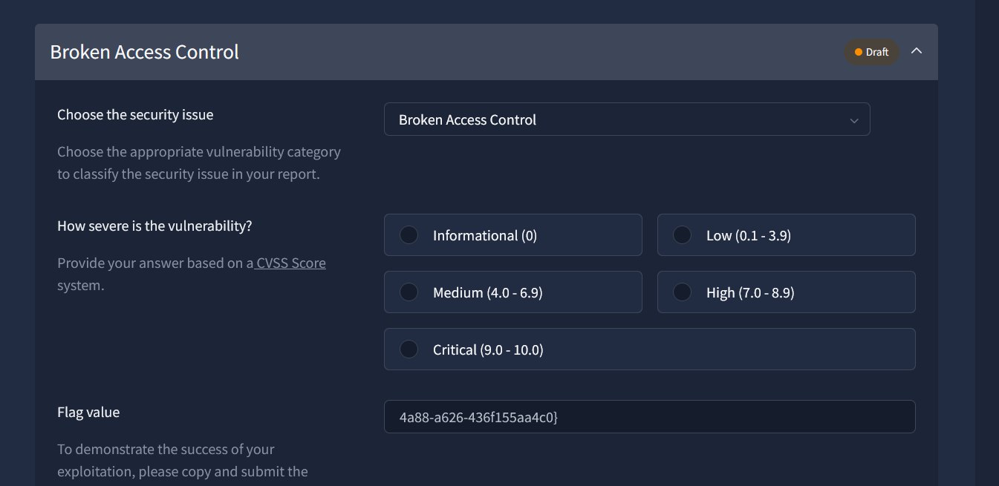 Broken Access Control
Draft
Choose the security issue
Broken Access Control
Choose the appropriate vulnerability category
to classify the security issue in your report.
How severe is the vulnerability?
Informational (0)
Low (0.1 - 3.9)
Provide your answer based on a CVSS Score
system.
Medium (4.0 - 6.9)
High (7.0 - 8.9)
Critical (9.0 - 10.0)
Flag value
4a88-a626-436f155aa4c0}
To demonstrate the success of your
exploitation, please copy and submit the